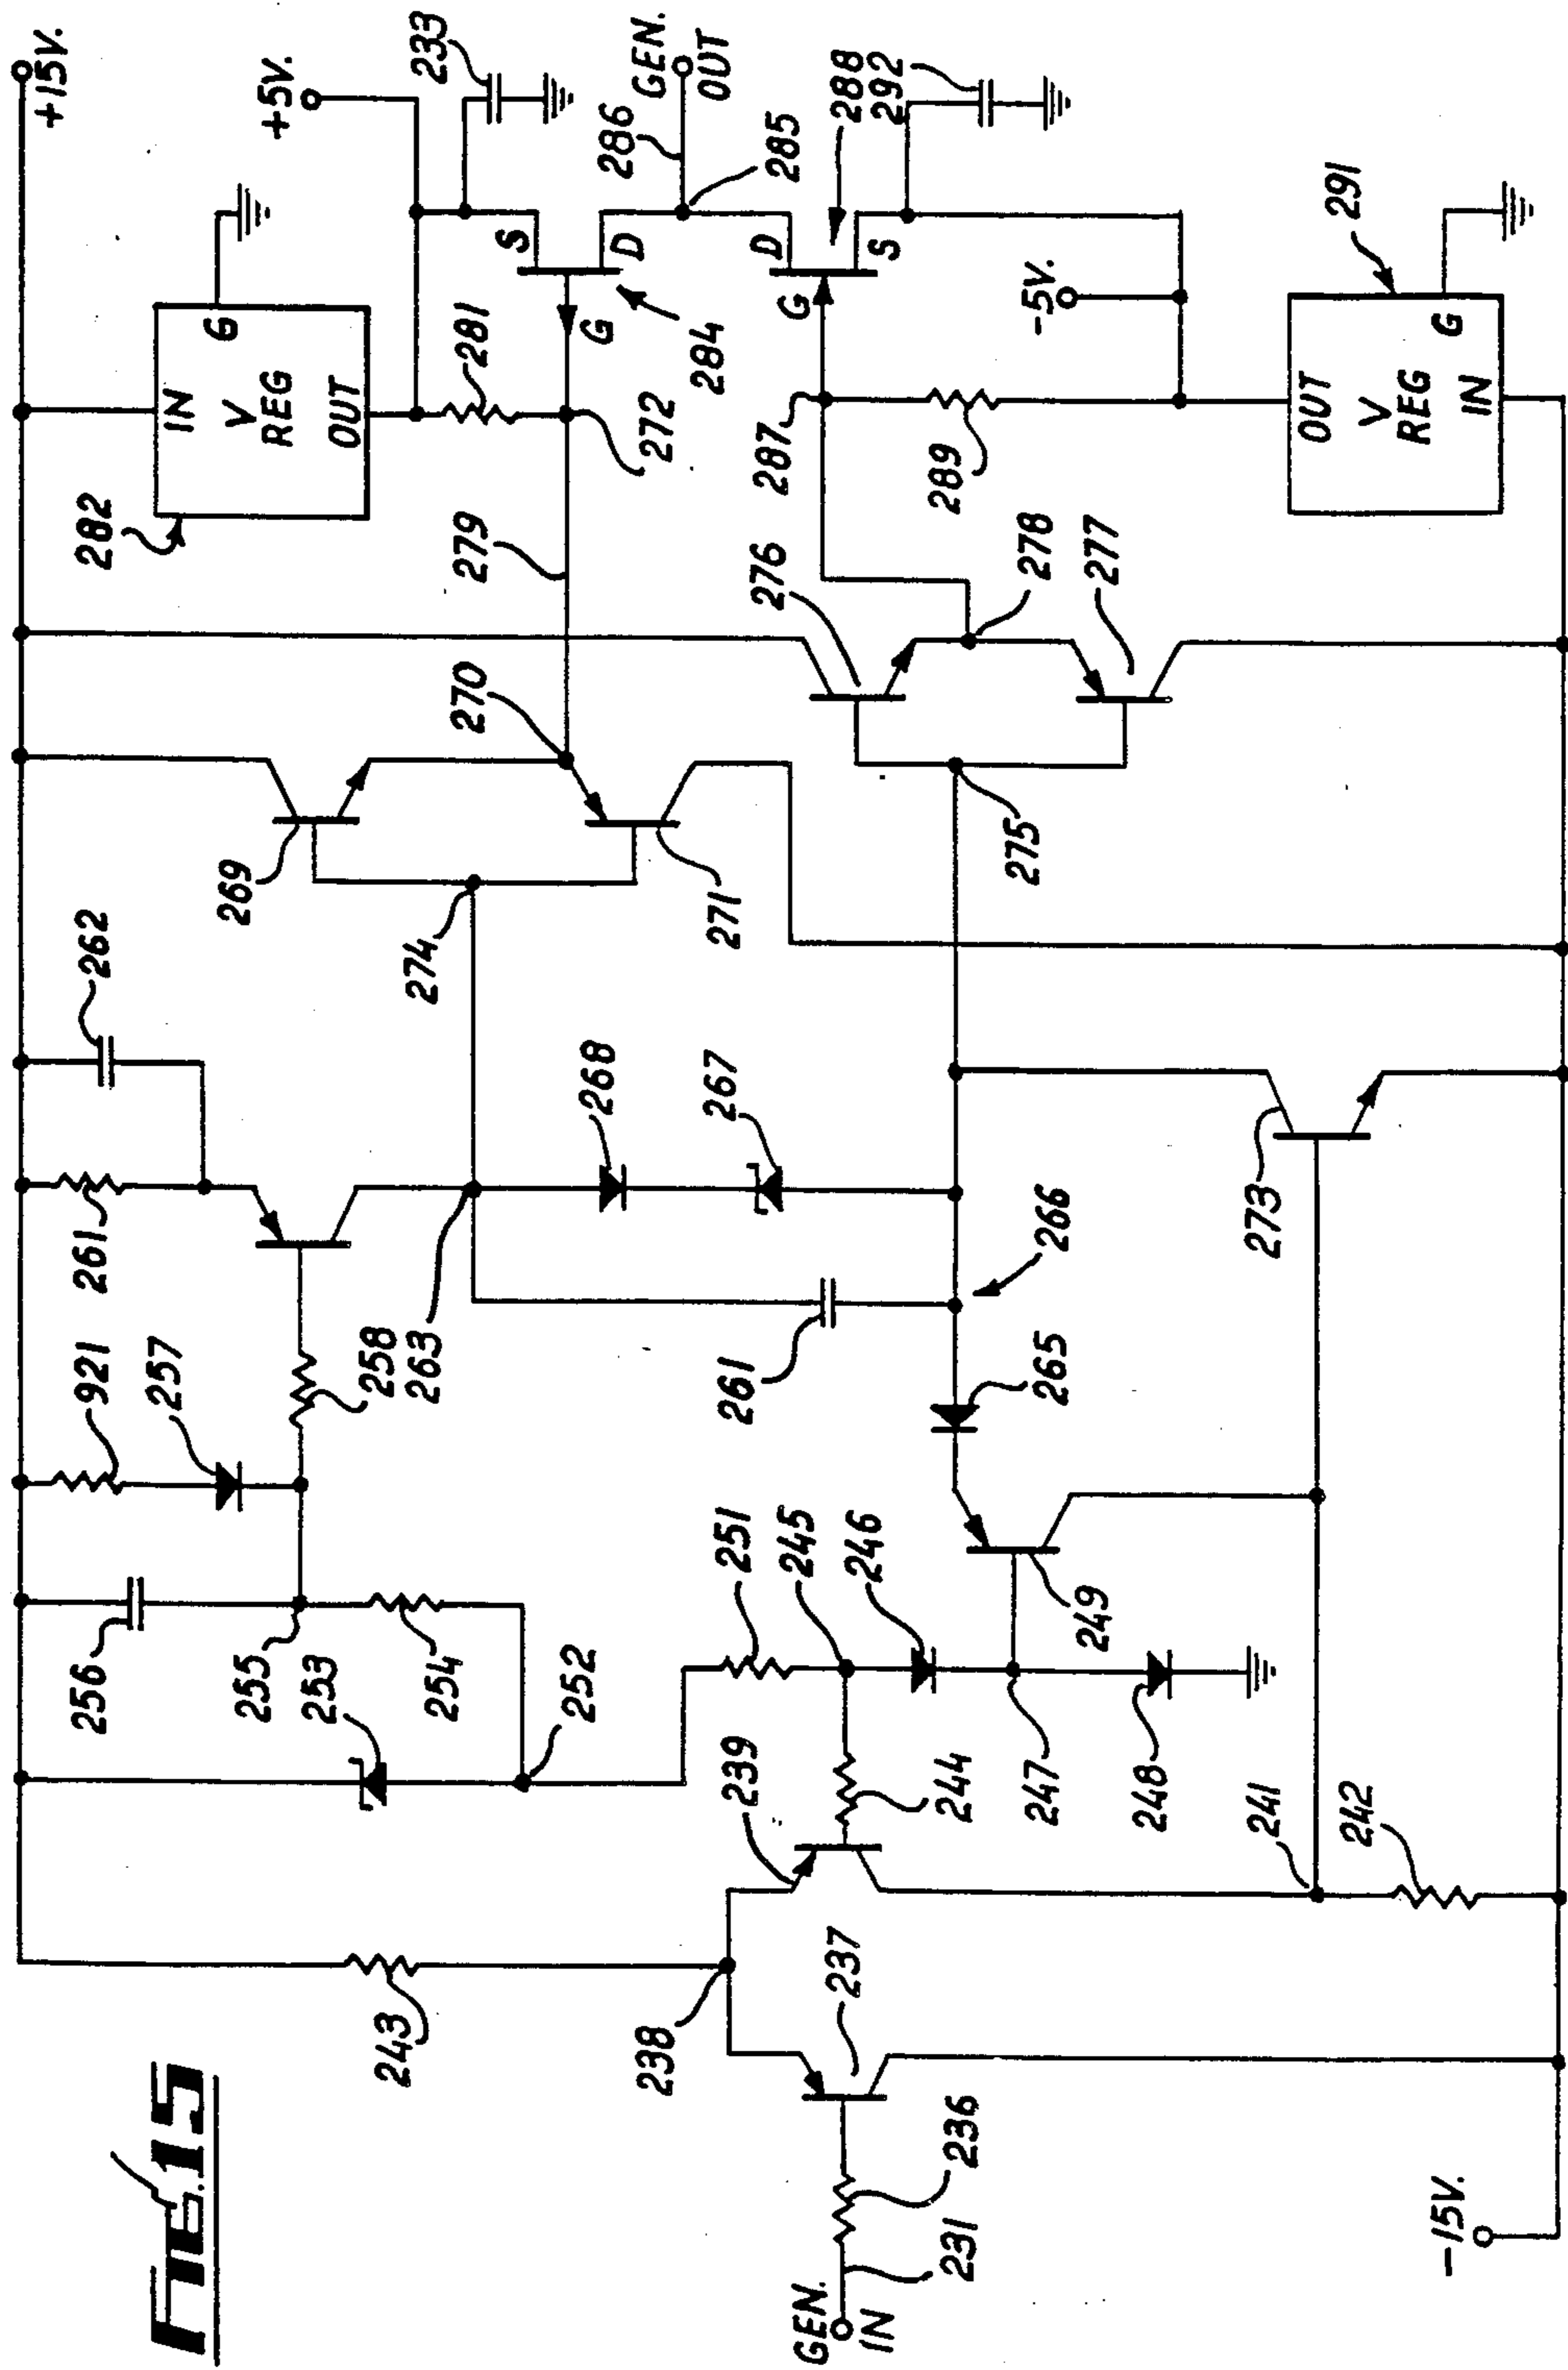 Fig. 15
+15V.
+5V.
233
GEN.
OUT
286
285
288
292
291
-5V.
282
IN
V
REG
OUT
G
281
S
D
G
284
272
279
287
D
G
S
289
OUT
V
REG
IN
G
276
278
277
270
269
274
271
275
262
261
268
267
266
273
921
257
258
263
261
265
256
255
253
254
252
251
245
246
249
239
244
247
248
241
242
243
238
237
236
231
GEN.
IN
-15V.